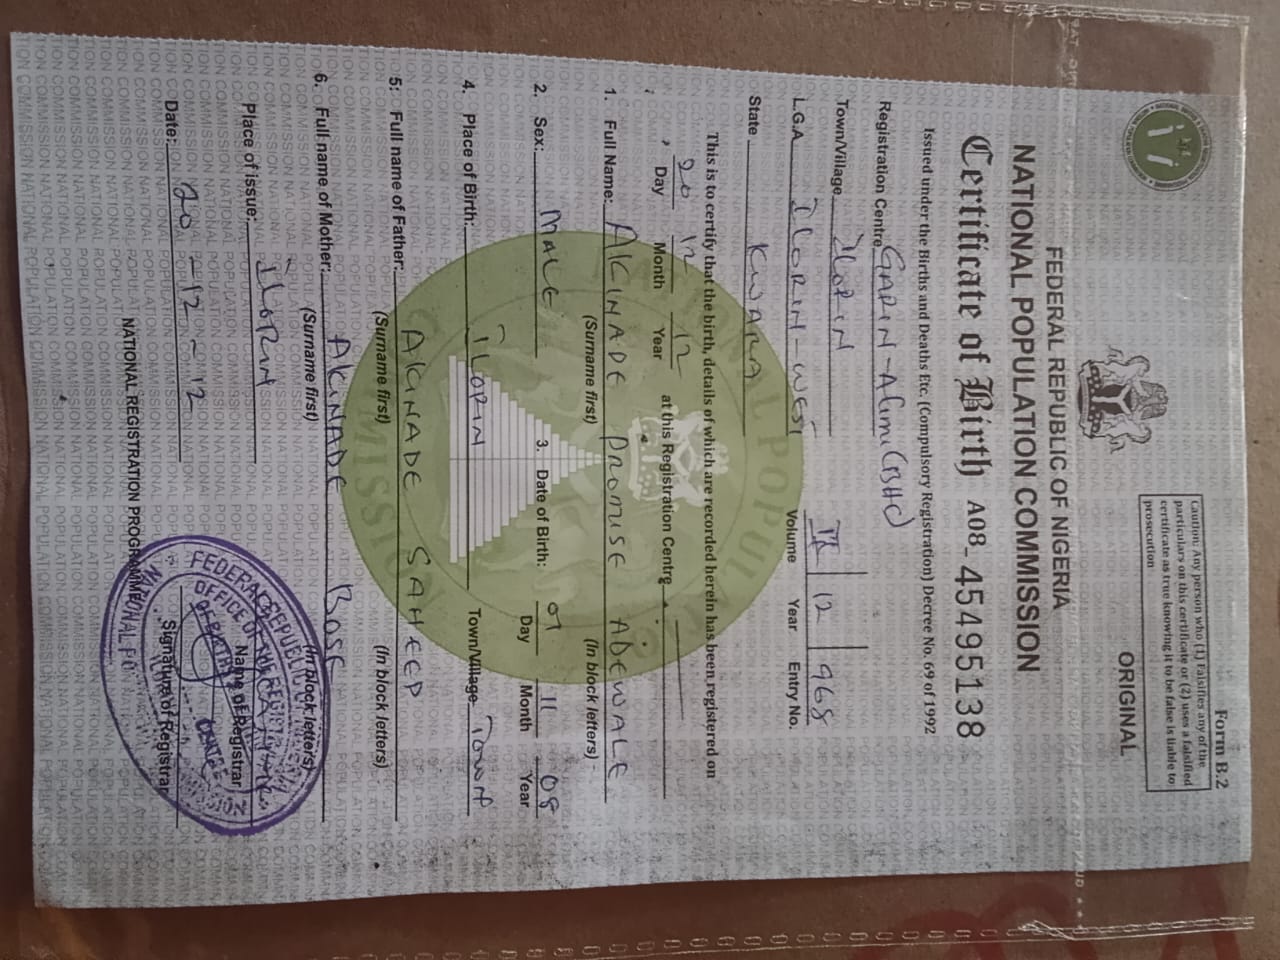 Form B.2
Caution: Any person who (1) Falsifies any of the
particulars on this certificate or (2) uses a falsified
certificate as true knowing it to be false is liable to
prosecution
ORIGINAL
FEDERAL REPUBLIC OF NIGERIA
NATIONAL POPULATION COMMISSION
Certificate of Birth A08-45495138
Issued under the Births and Deaths Etc. (Compulsory Registration) Decree No. 69 of 1992
Registration Centre
Town/Village ILORIN
L.G.A ILORIN-WEST
12 968
Volume Year Entry No.
State KWARA
This is to certify that the birth, details of which are recorded herein has been registered on
20 12 12 at this Registration Centre
Day Month Year
1. Full Name: AKINADE PROMISE ADEWALE
(Surname first) (In block letters)
2. Sex: MALE 3. Date of Birth: 07 11 08
Day Month Year
4. Place of Birth: ILORIN Town/Village TOWN
5: Full name of Father: AKINADE SAHEED
(Surname first) (In block letters)
6. Full name of Mother: AKINADE BOSE
(Surname first) (In block letters)
Place of issue: ILORIN
Name of Registrar
Date: 20-12-12
Signature of Registrar
NATIONAL REGISTRATION PROGRAMME